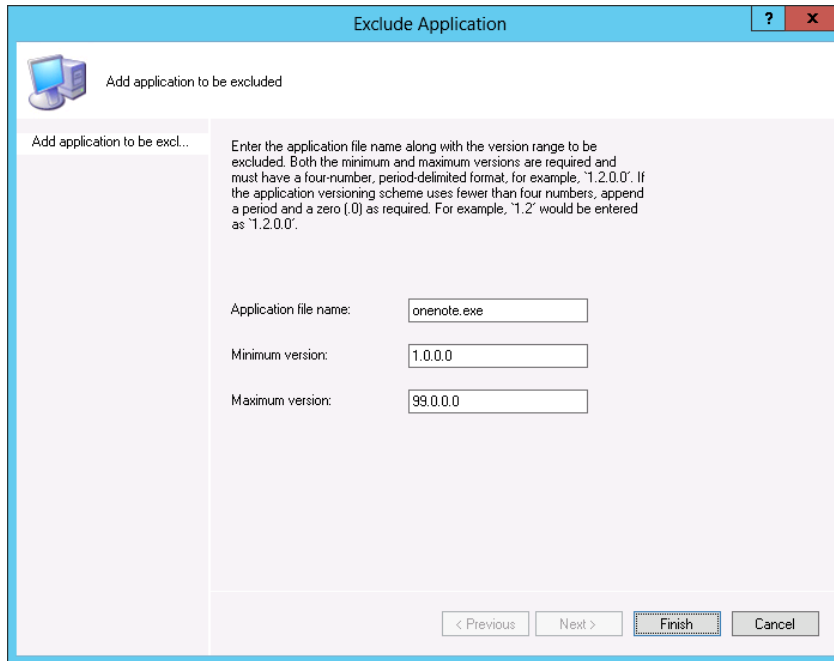 Exclude Application
?
x
Add application to be excluded
Add application to be excl...
Enter the application file name along with the version range to be
excluded. Both the minimum and maximum versions are required and
must have a four-number, period-delimited format, for example, `1.2.0.0´. If
the application versioning scheme uses fewer than four numbers, append
a period and a zero (.0) as required. For example, `1.2´ would be entered
as `1.2.0.0´.
Application file name: onenote.exe
Minimum version: 1.0.0.0
Maximum version: 99.0.0.0
< Previous Next > Finish Cancel